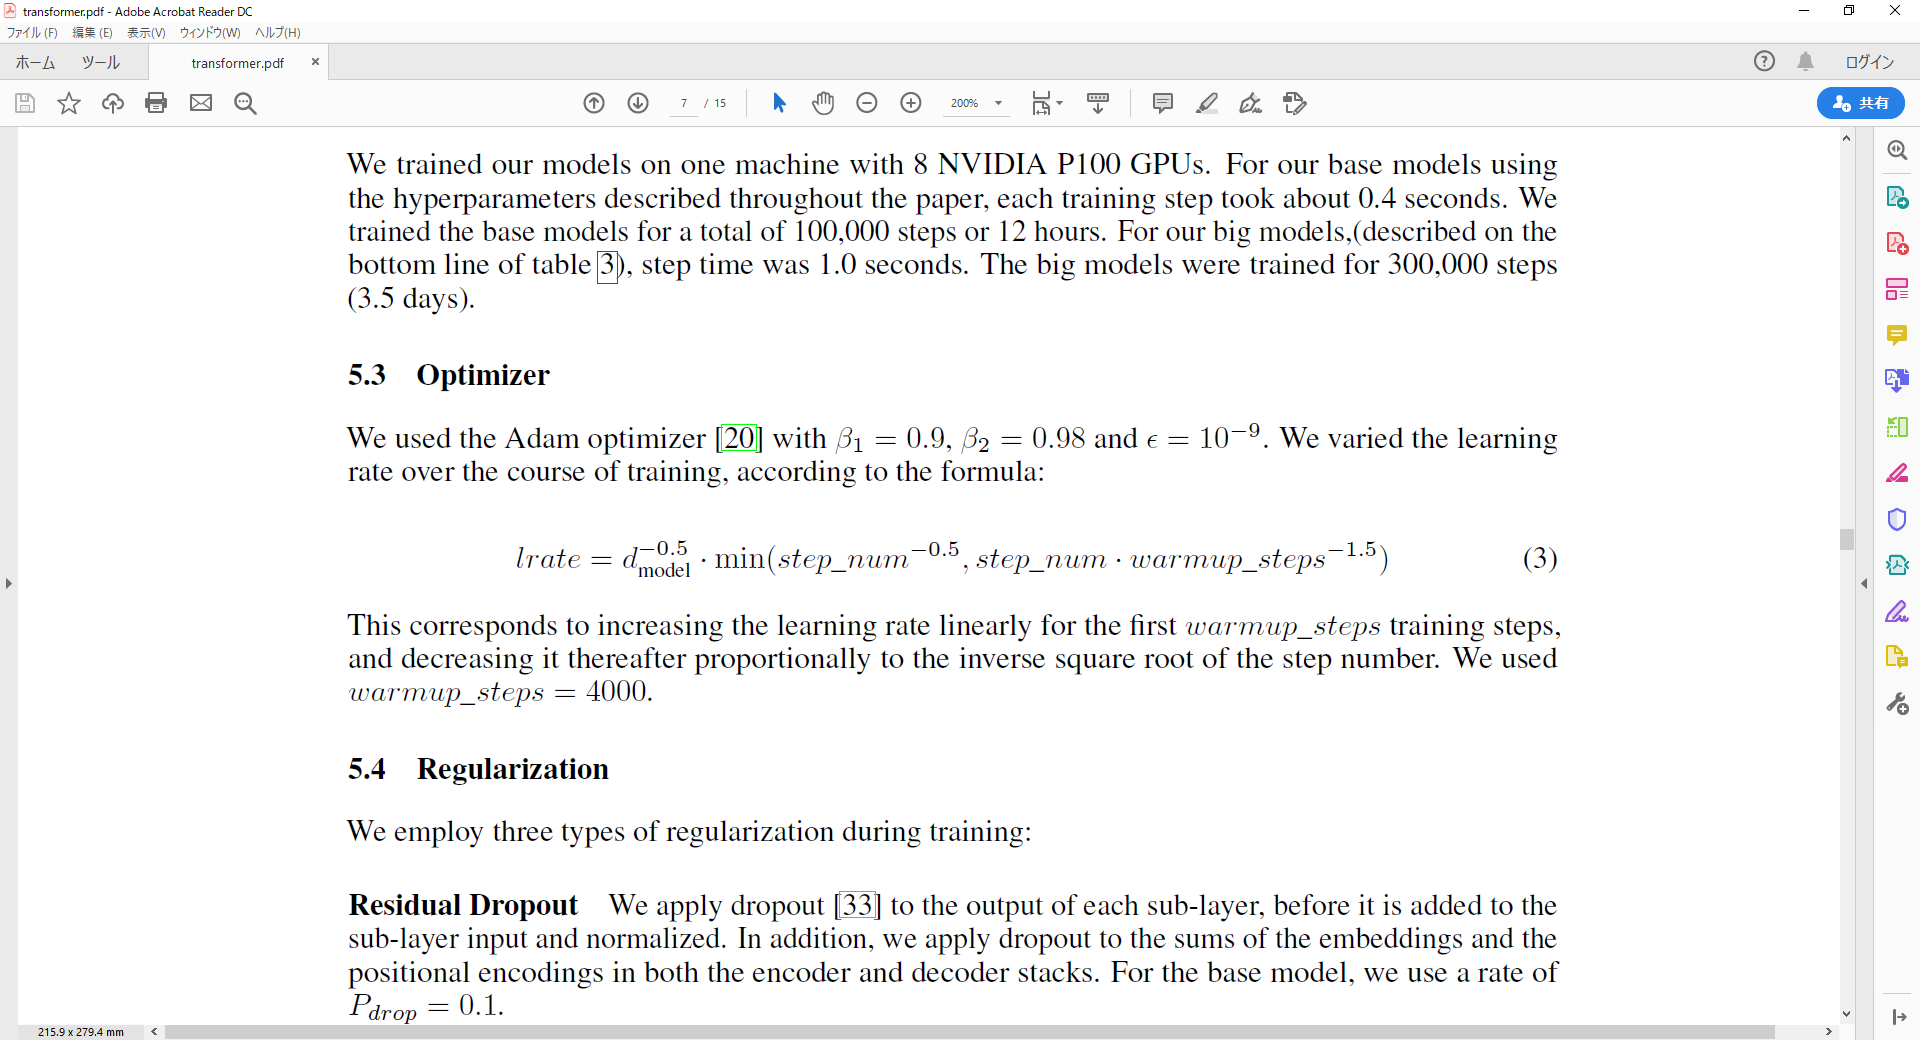 transformer.pdf - Adobe Acrobat Reader DC
ファイル(F) 編集(E) 表示(V) ウィンドウ(W) ヘルプ(H)
ホーム ツール transformer.pdf × ログイン
7 / 15 200% 共有
We trained our models on one machine with 8 NVIDIA P100 GPUs. For our base models using
the hyperparameters described throughout the paper, each training step took about 0.4 seconds. We
trained the base models for a total of 100,000 steps or 12 hours. For our big models,(described on the
bottom line of table 3), step time was 1.0 seconds. The big models were trained for 300,000 steps
(3.5 days).
5.3 Optimizer
We used the Adam optimizer [20] with β₁ = 0.9, β₂ = 0.98 and ϵ = 10⁻⁹. We varied the learning
rate over the course of training, according to the formula:
lrate = d_model^−0.5 · min(step_num^−0.5, step_num · warmup_steps^−1.5) (3)
This corresponds to increasing the learning rate linearly for the first warmup_steps training steps,
and decreasing it thereafter proportionally to the inverse square root of the step number. We used
warmup_steps = 4000.
5.4 Regularization
We employ three types of regularization during training:
Residual Dropout We apply dropout [33] to the output of each sub-layer, before it is added to the
sub-layer input and normalized. In addition, we apply dropout to the sums of the embeddings and the
positional encodings in both the encoder and decoder stacks. For the base model, we use a rate of
P_drop = 0.1.
215.9 x 279.4 mm